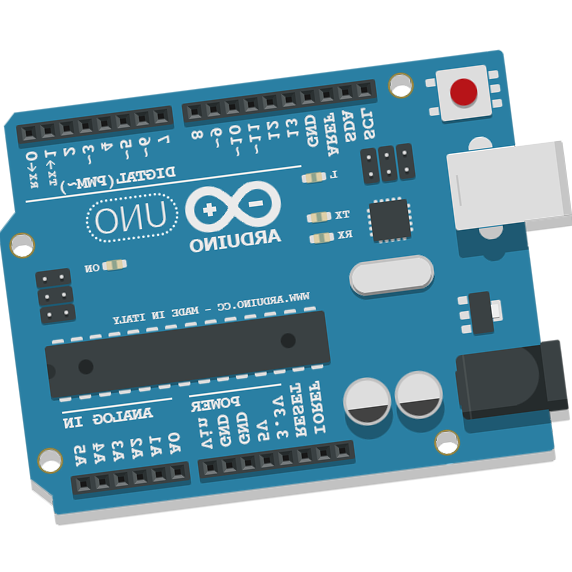 RX←0
TX→1
2
~3
4
~5
~6
7
8
~9
~10
~11
12
13
GND
AREF
SDA
SCL
DIGITAL (PWM~)
L
UNO
TX
RX
ARDUINO
ON
WWW.ARDUINO.CC - MADE IN ITALY
ANALOG IN
POWER
A5
A4
A3
A2
A1
A0
Vin
GND
GND
5V
3.3V
RESET
IOREF